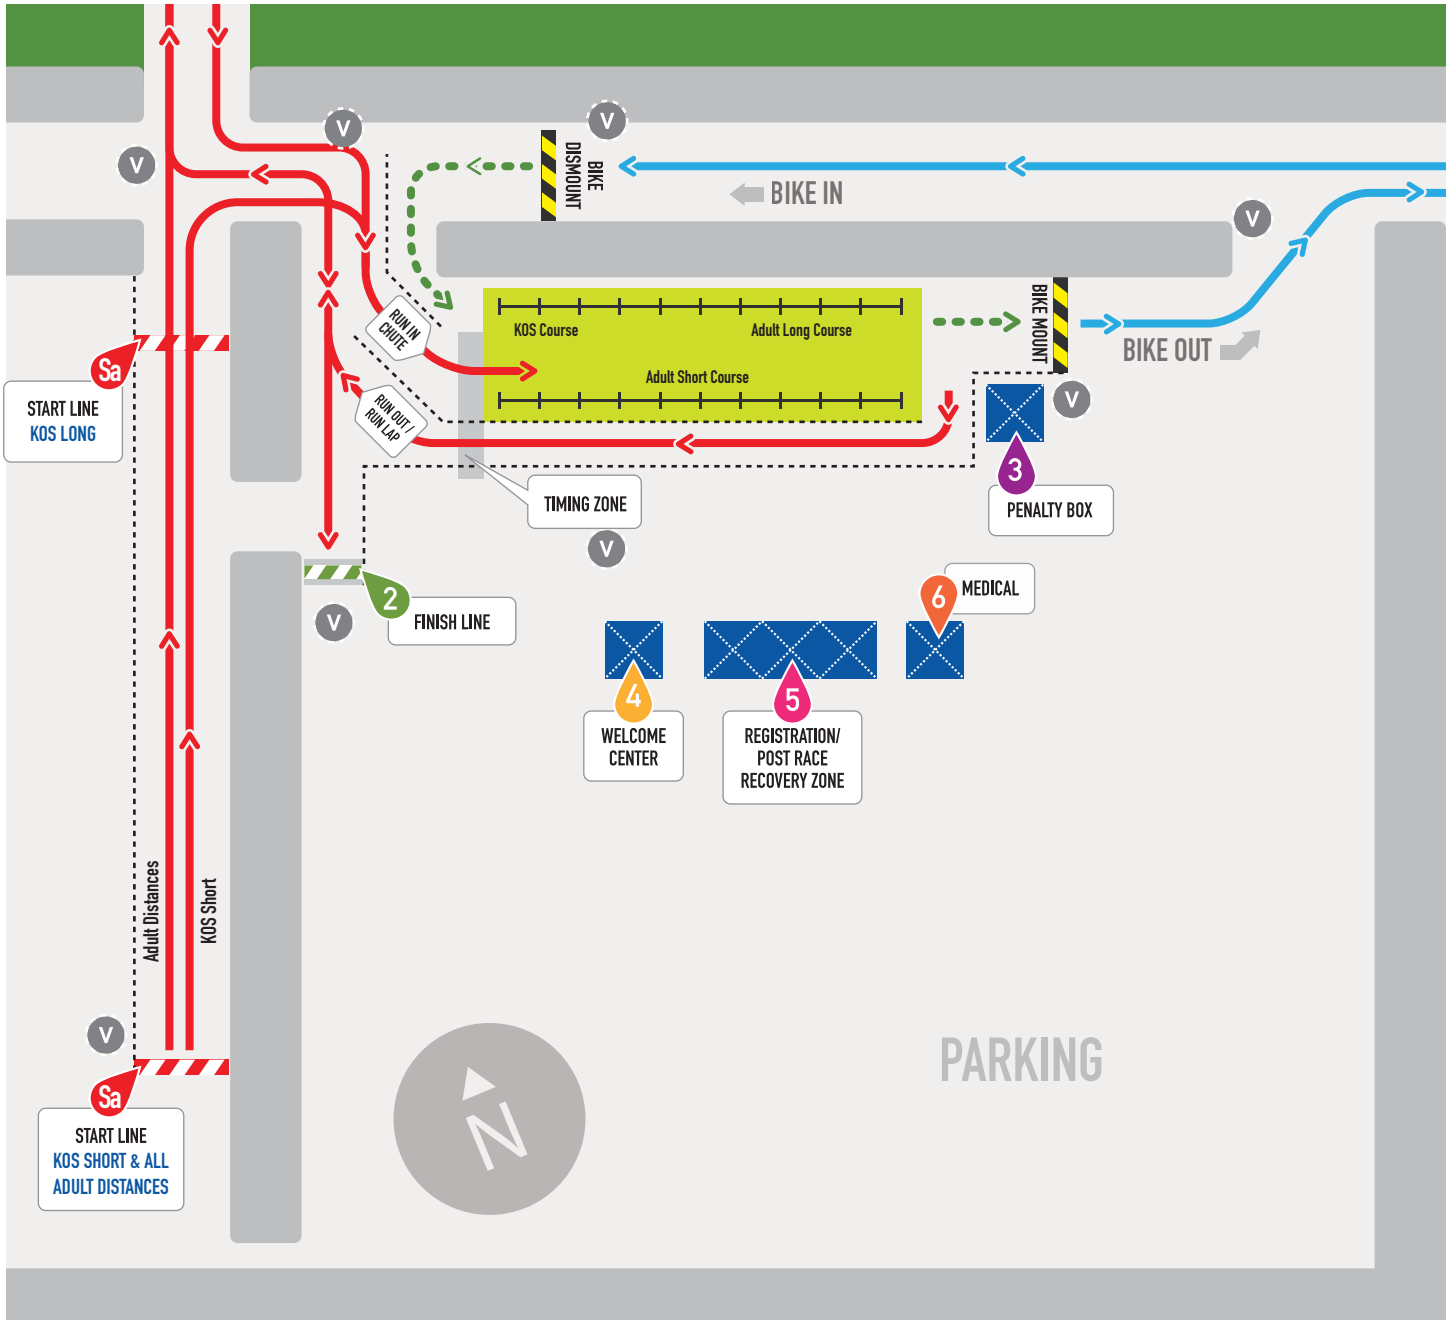 V
V
V
BIKE
DISMOUNT
BIKE IN
V
RUN IN
CHUTE
KOS Course
Adult Long Course
BIKE MOUNT
BIKE OUT
Adult Short Course
Sa
START LINE
KOS LONG
RUN OUT /
RUN LAP
V
3
PENALTY BOX
TIMING ZONE
V
2
FINISH LINE
V
6
MEDICAL
4
WELCOME
CENTER
5
REGISTRATION/
POST RACE
RECOVERY ZONE
Adult Distances
KOS Short
V
Sa
START LINE
KOS SHORT & ALL
ADULT DISTANCES
N
PARKING